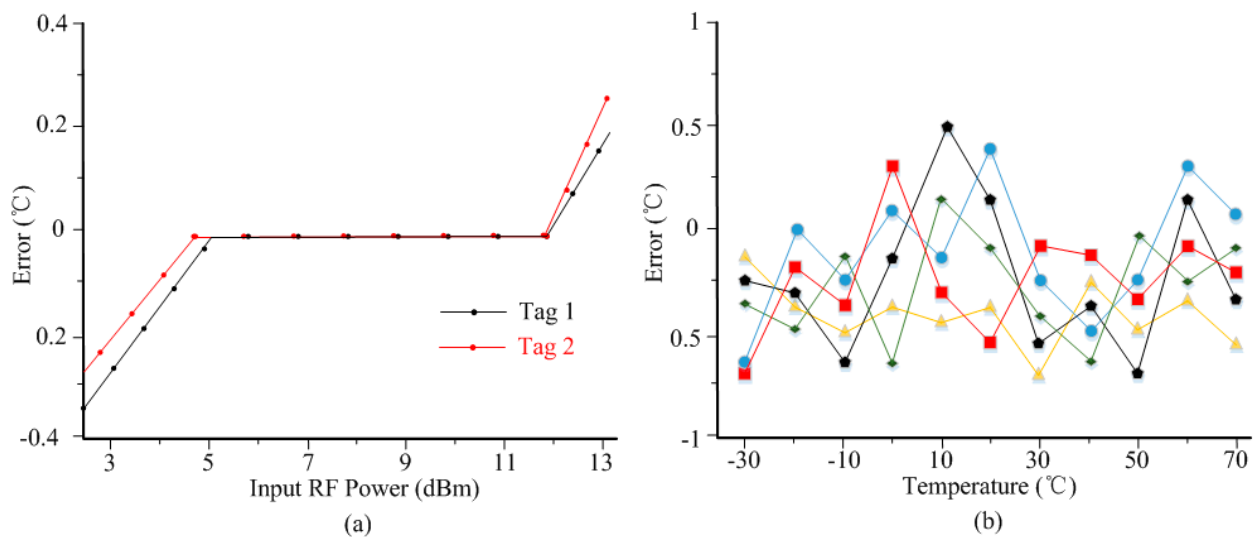 0.4
0.2
0
0.2
-0.4
Error (℃)
3
5
7
9
11
13
Input RF Power (dBm)
Tag 1
Tag 2
(a)
1
0.5
0
0.5
-1
Error (℃)
-30
-10
10
30
50
70
Temperature (℃)
(b)